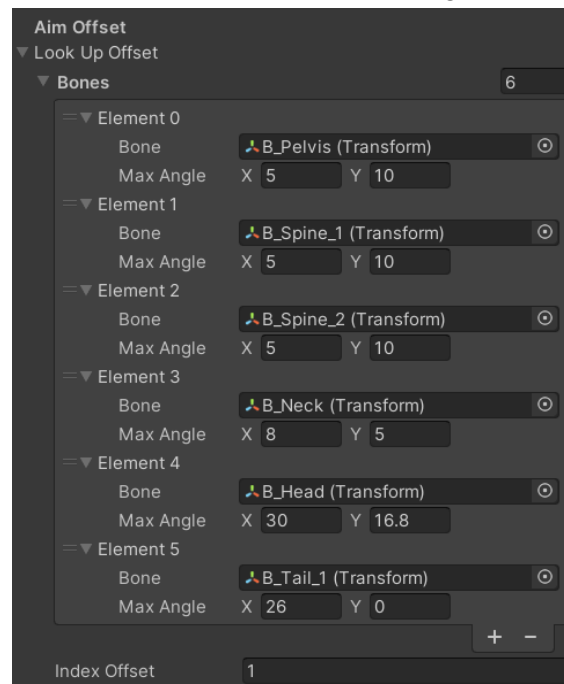 Aim Offset
Look Up Offset
Bones 6
Element 0
Bone B_Pelvis (Transform)
Max Angle X 5 Y 10
Element 1
Bone B_Spine_1 (Transform)
Max Angle X 5 Y 10
Element 2
Bone B_Spine_2 (Transform)
Max Angle X 5 Y 10
Element 3
Bone B_Neck (Transform)
Max Angle X 8 Y 5
Element 4
Bone B_Head (Transform)
Max Angle X 30 Y 16.8
Element 5
Bone B_Tail_1 (Transform)
Max Angle X 26 Y 0
+ −
Index Offset 1